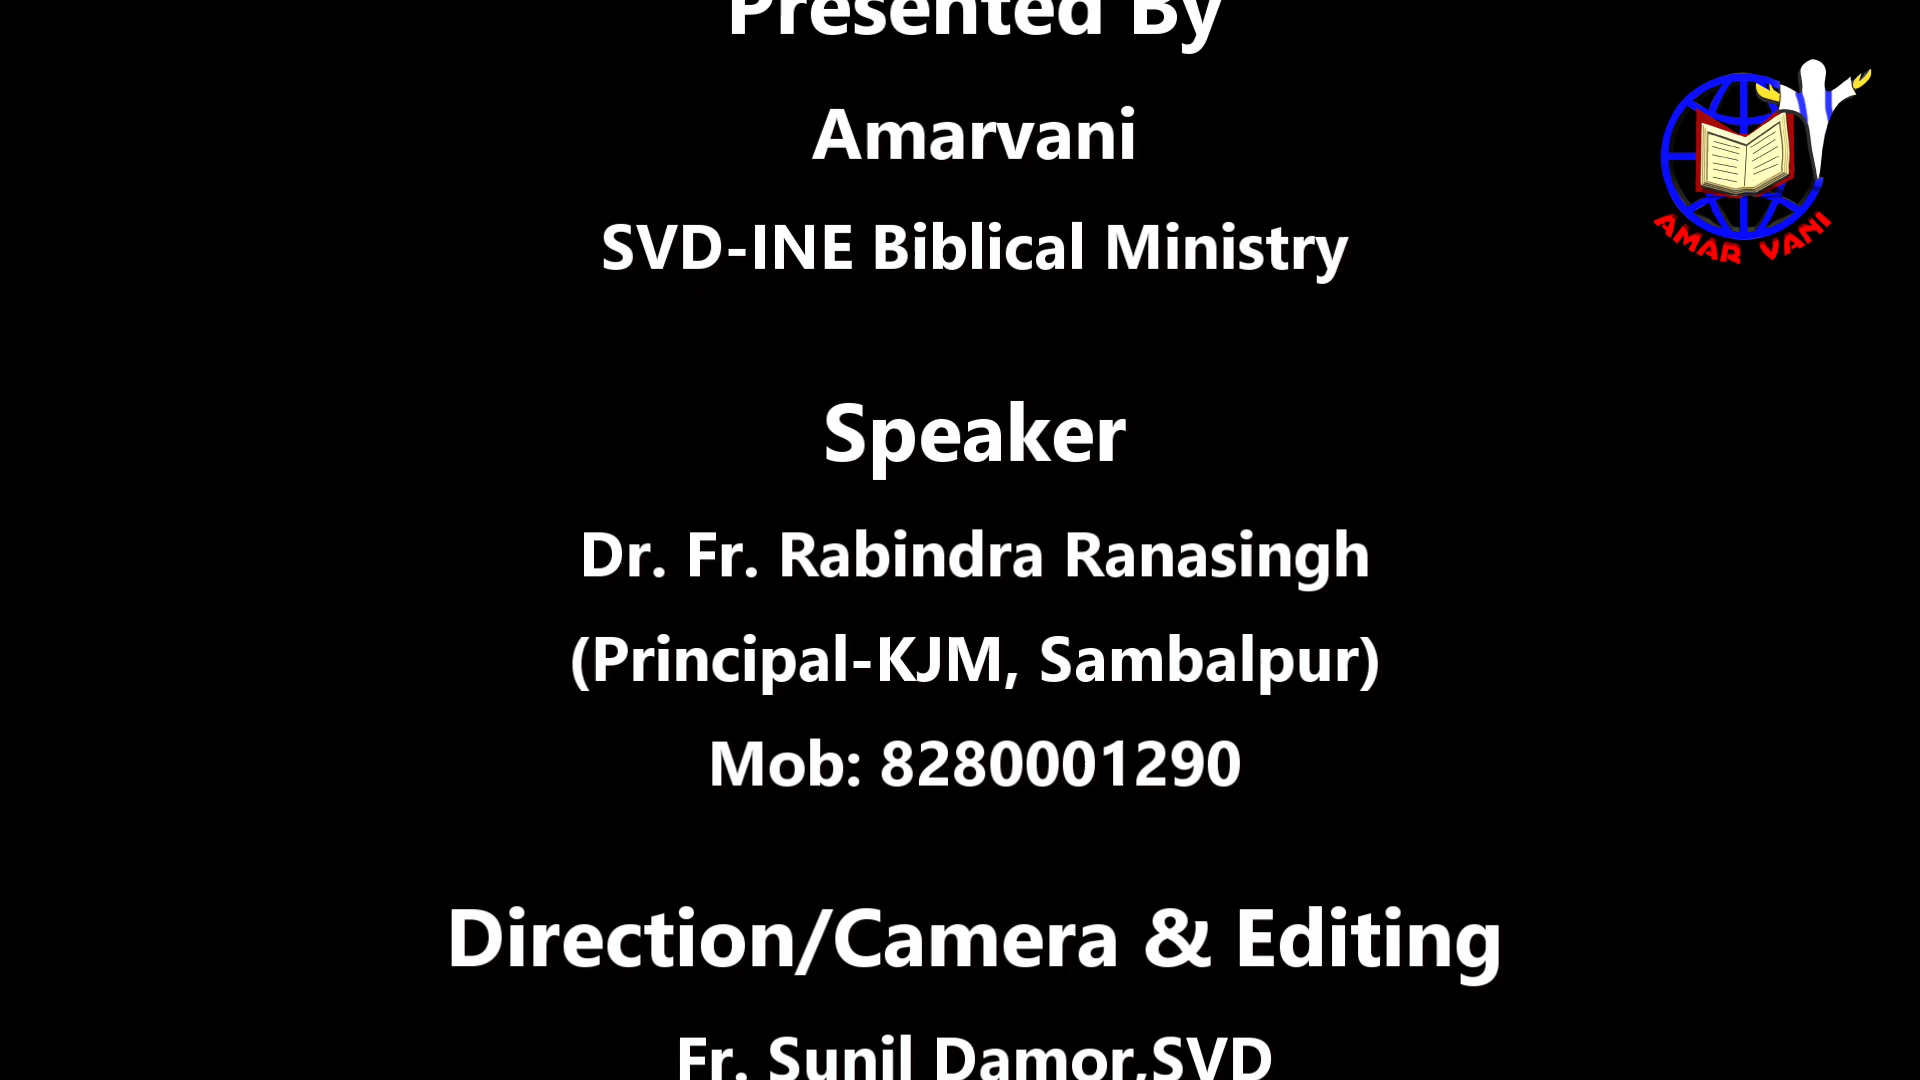 Presented By
Amarvani
SVD-INE Biblical Ministry
AMAR VANI
Speaker
Dr. Fr. Rabindra Ranasingh
(Principal-KJM, Sambalpur)
Mob: 8280001290
Direction/Camera & Editing
Fr. Sunil Damor,SVD